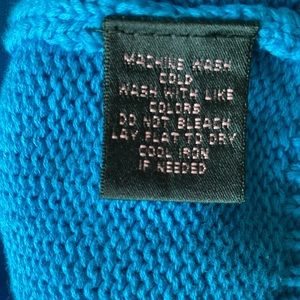 MACHINE WASH
COLD
WASH WITH LIKE
COLORS
DO NOT BLEACH
LAY FLAT TO DRY
COOL IRON
IF NEEDED